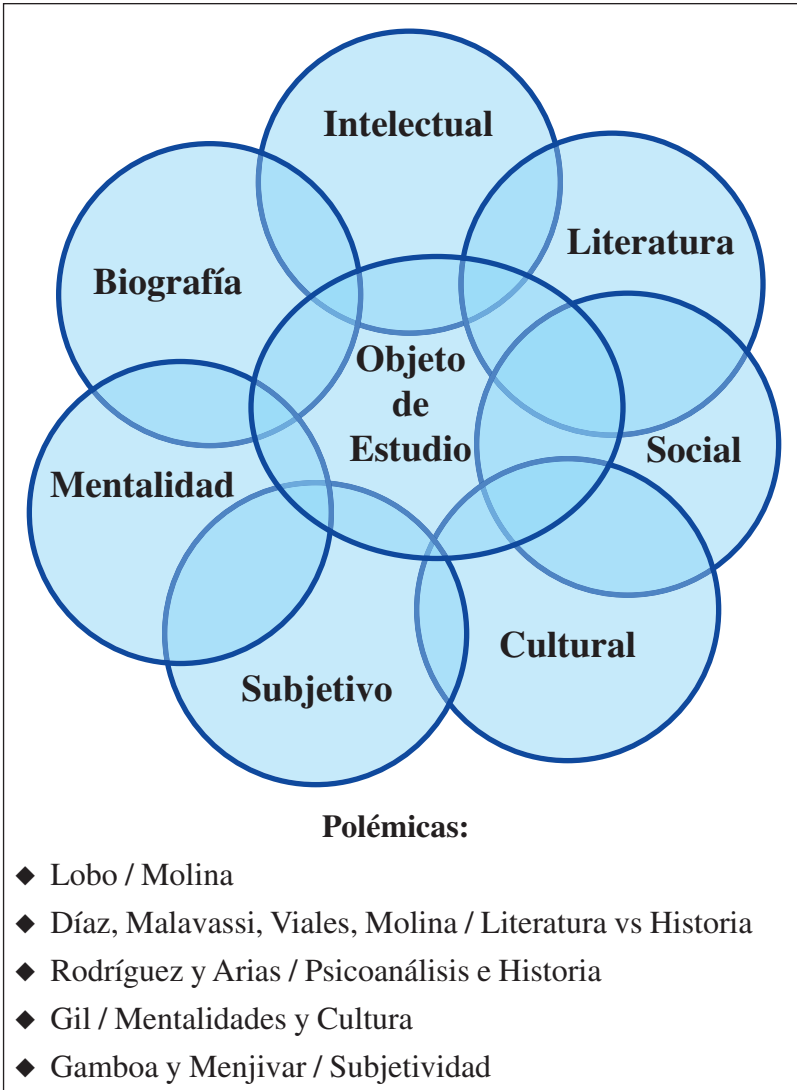 Intelectual
Literatura
Biografía
Objeto
de
Estudio
Social
Mentalidad
Cultural
Subjetivo
Polémicas:
◆ Lobo / Molina
◆ Díaz, Malavassi, Viales, Molina / Literatura vs Historia
◆ Rodríguez y Arias / Psicoanálisis e Historia
◆ Gil / Mentalidades y Cultura
◆ Gamboa y Menjivar / Subjetividad